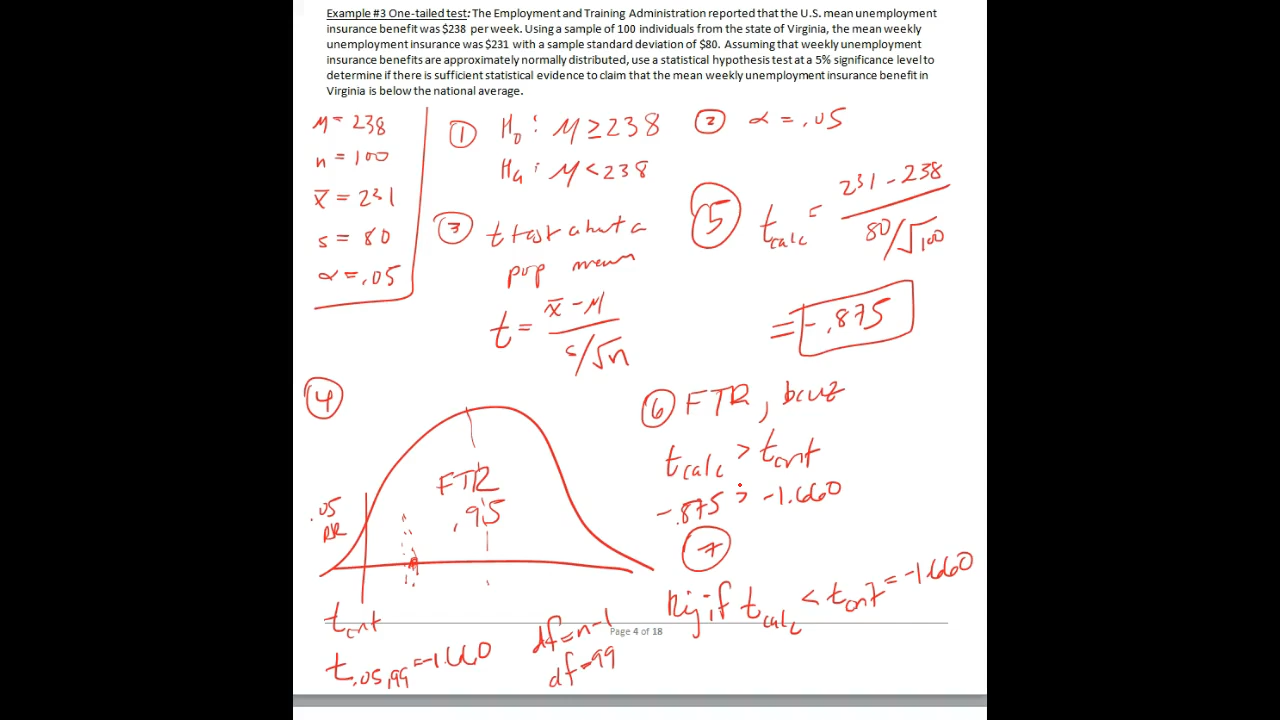 Example #3 One-tailed test: The Employment and Training Administration reported that the U.S. mean unemployment
insurance benefit was $238 per week. Using a sample of 100 individuals from the state of Virginia, the mean weekly
unemployment insurance was $231 with a sample standard deviation of $80. Assuming that weekly unemployment
insurance benefits are approximately normally distributed, use a statistical hypothesis test at a 5% significance level to
determine if there is sufficient statistical evidence to claim that the mean weekly unemployment insurance benefit in
Virginia is below the national average.
M = 238
n = 100
x̄ = 231
s = 80
α = .05
① H₀ : M ≥ 238
Hₐ : M < 238
② α = .05
③ t test about a
pop mean
t = x̄ - M / s/√n
⑤ t calc = 231 - 238 / 80/√100
= -.875
④
FTR
.95
.05
RR
t crit
t .05,99 = -1.660
df = n-1
df = 99
⑥ FTR, bcuz
t calc > t crit
-.875 > -1.660
⑦
Rej if t calc < t crit = -1.660
Page 4 of 18